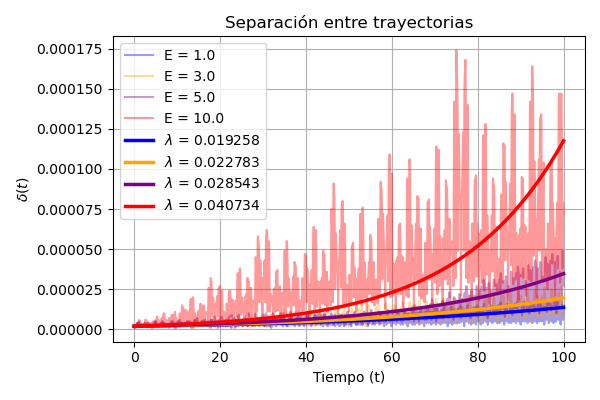 Separación entre trayectorias
0.000175
0.000150
0.000125
0.000100
0.000075
0.000050
0.000025
0.000000
δ(t)
E = 1.0
E = 3.0
E = 5.0
E = 10.0
λ = 0.019258
λ = 0.022783
λ = 0.028543
λ = 0.040734
0 20 40 60 80 100
Tiempo (t)